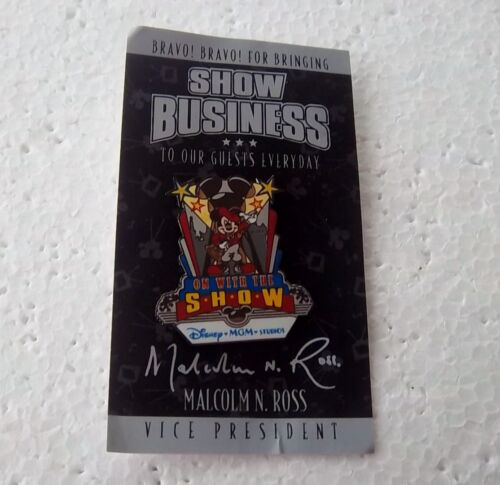 BRAVO! BRAVO! FOR BRINGING
SHOW
BUSINESS
TO OUR GUESTS EVERYDAY
ON WITH THE
S·H·O·W
Disney · MGM · STUDIOS
Malcolm N. Ross.
MALCOLM N. ROSS
VICE PRESIDENT